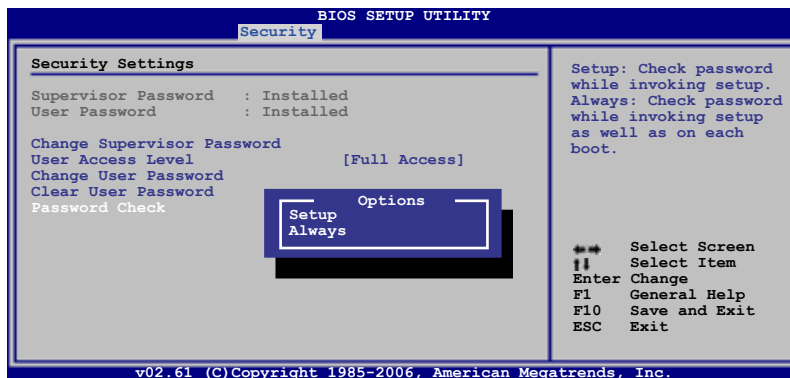 BIOS SETUP UTILITY
Security
Security Settings
Supervisor Password : Installed
User Password : Installed
Change Supervisor Password
User Access Level [Full Access]
Change User Password
Clear User Password
Password Check
Options
Setup
Always
Setup: Check password
while invoking setup.
Always: Check password
while invoking setup
as well as on each
boot.
Select Screen
Select Item
Enter Change
F1 General Help
F10 Save and Exit
ESC Exit
v02.61 (C)Copyright 1985-2006, American Megatrends, Inc.